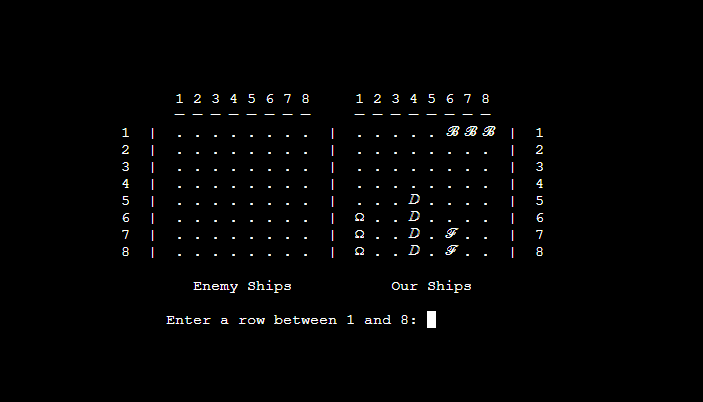 1 2 3 4 5 6 7 8 1 2 3 4 5 6 7 8
— — — — — — — — — — — — — — — —
1 | . . . . . . . . | . . . . . ℬ ℬ ℬ | 1
2 | . . . . . . . . | . . . . . . . . | 2
3 | . . . . . . . . | . . . . . . . . | 3
4 | . . . . . . . . | . . . . . . . . | 4
5 | . . . . . . . . | . . . D . . . . | 5
6 | . . . . . . . . | Ω . . D . . . . | 6
7 | . . . . . . . . | Ω . . D . ℱ . . | 7
8 | . . . . . . . . | Ω . . D . ℱ . . | 8
Enemy Ships Our Ships
Enter a row between 1 and 8: